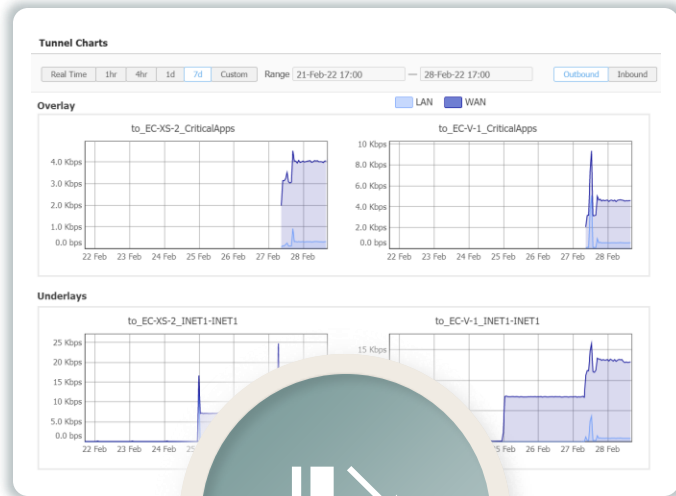 Tunnel Charts
Real Time 1hr 4hr 1d 7d Custom Range 21-Feb-22 17:00 — 28-Feb-22 17:00 Outbound Inbound
Overlay
LAN WAN
to_EC-XS-2_CriticalApps
4.0 Kbps
3.0 Kbps
2.0 Kbps
1.0 Kbps
0.0 bps
22 Feb 23 Feb 24 Feb 25 Feb 26 Feb 27 Feb 28 Feb
to_EC-V-1_CriticalApps
10 Kbps
8.0 Kbps
6.0 Kbps
4.0 Kbps
2.0 Kbps
0.0 bps
22 Feb 23 Feb 24 Feb 25 Feb 26 Feb 27 Feb 28 Feb
Underlays
to_EC-XS-2_INET1-INET1
25 Kbps
20 Kbps
15 Kbps
10 Kbps
5.0 Kbps
0.0 bps
22 Feb 23 Feb 24 Feb
to_EC-V-1_INET1-INET1
15 Kbps
25 Feb 26 Feb 27 Feb 28 Feb